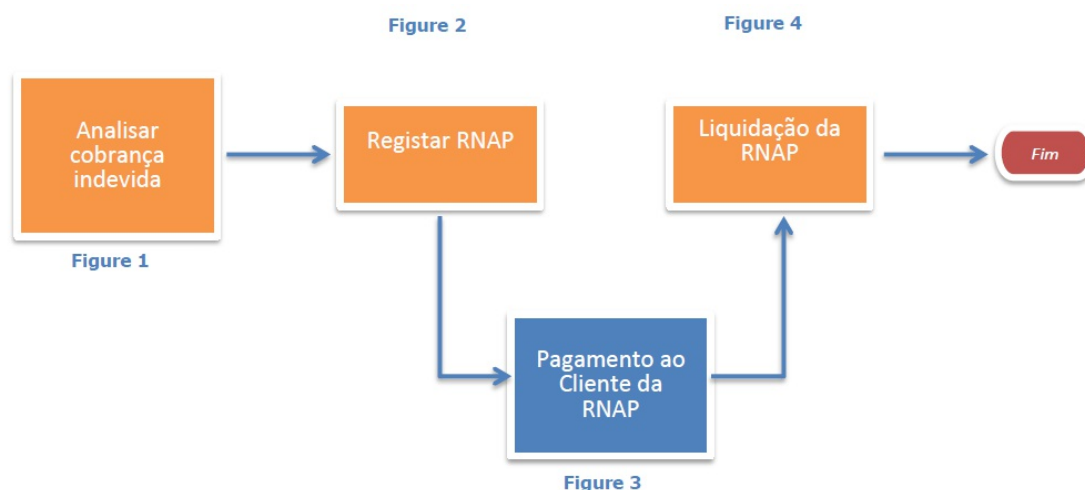 Figure 2
Figure 4
Analisar
cobrança
indevida
Registar RNAP
Liquidação da
RNAP
Fim
Figure 1
Pagamento ao
Cliente da
RNAP
Figure 3